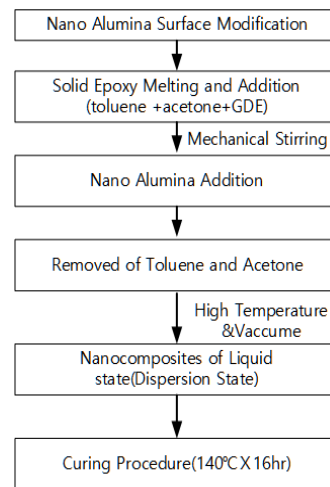 Nano Alumina Surface Modification
Solid Epoxy Melting and Addition
(toluene +acetone+GDE)
Mechanical Stirring
Nano Alumina Addition
Removed of Toluene and Acetone
High Temperature
&Vaccume
Nanocomposites of Liquid
state(Dispersion State)
Curing Procedure(140℃X16hr)